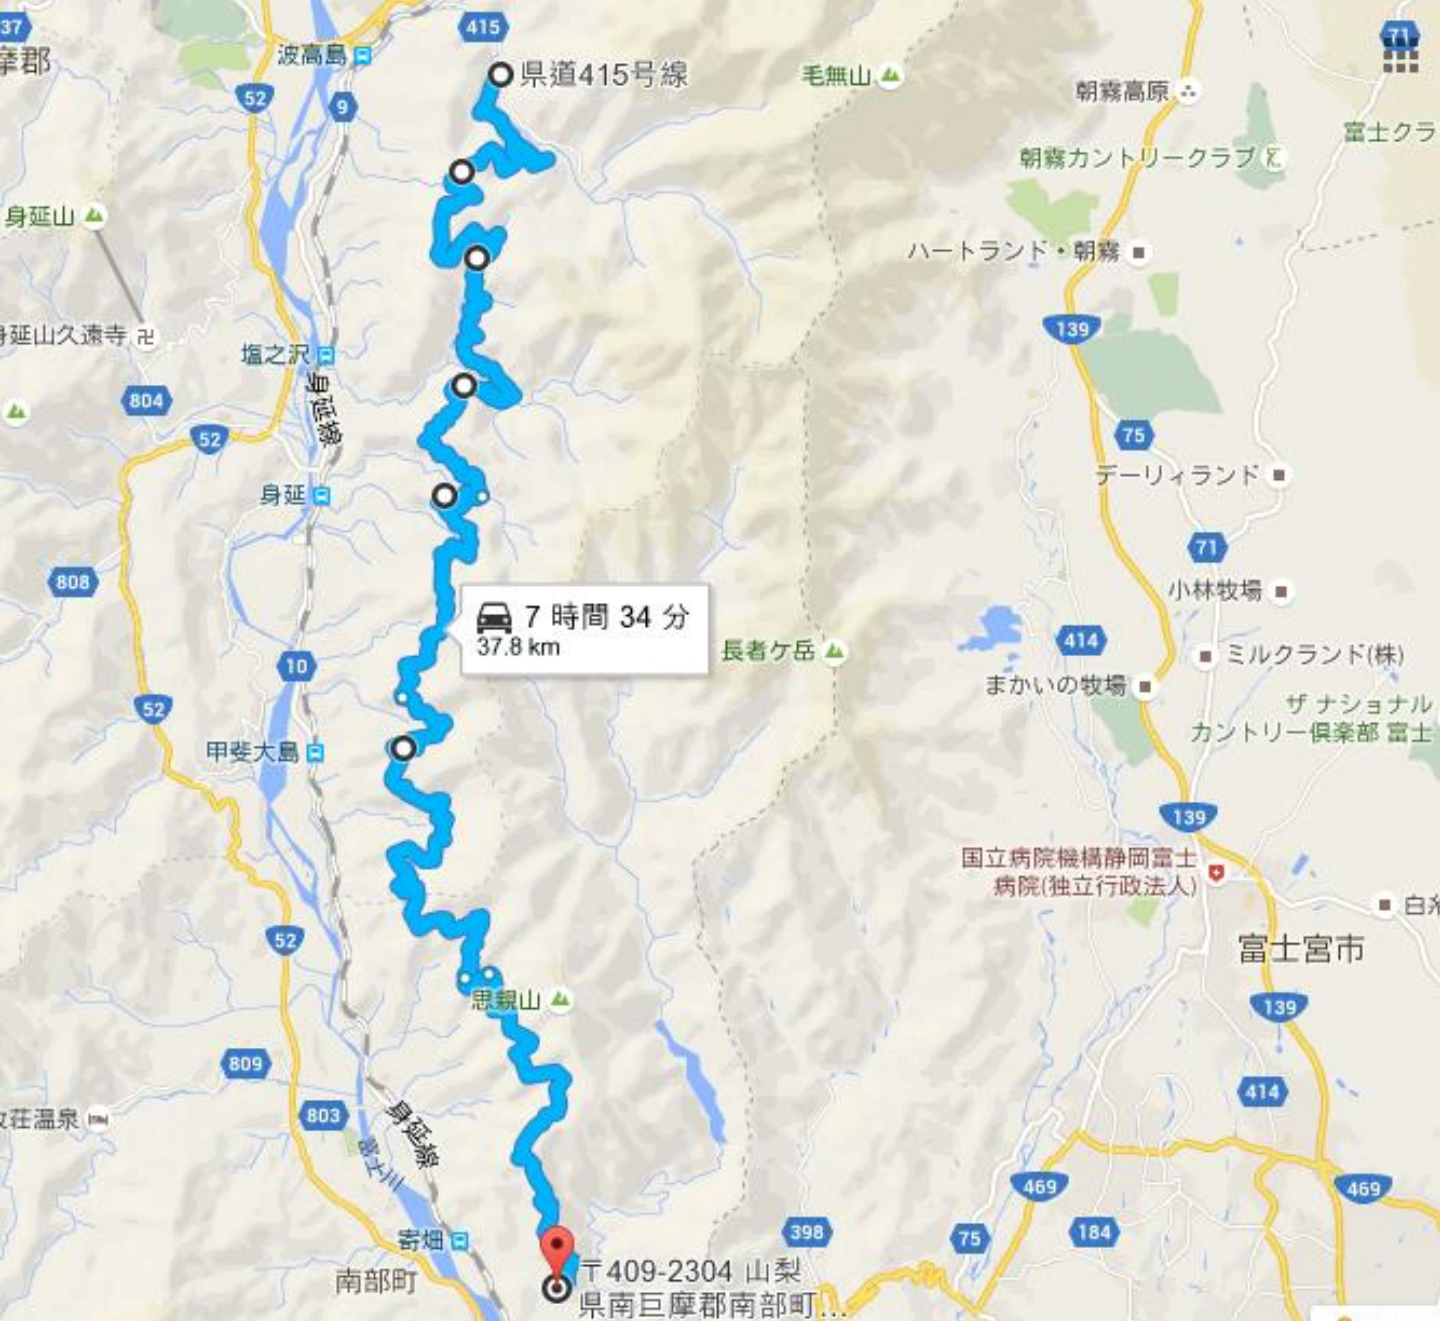 37
摩郡
415
波高島
県道415号線
毛無山
71
朝霧高原
52
9
富士クラ
朝霧カントリークラブ
身延山
ハートランド・朝霧
139
身延山久遠寺
塩之沢
身延線
804
52
75
デーリィランド
身延
71
808
小林牧場
7 時間 34 分
37.8 km
長者ケ岳
414
ミルクランド(株)
10
まかいの牧場
52
ザ ナショナル
カントリー倶楽部 富士
甲斐大島
139
国立病院機構静岡富士
病院(独立行政法人)
白糸
52
富士宮市
思親山
139
809
414
803
荘温泉
身延線
富士川
469
469
398
75
184
寄畑
南部町
〒409-2304 山梨
県南巨摩郡南部町...